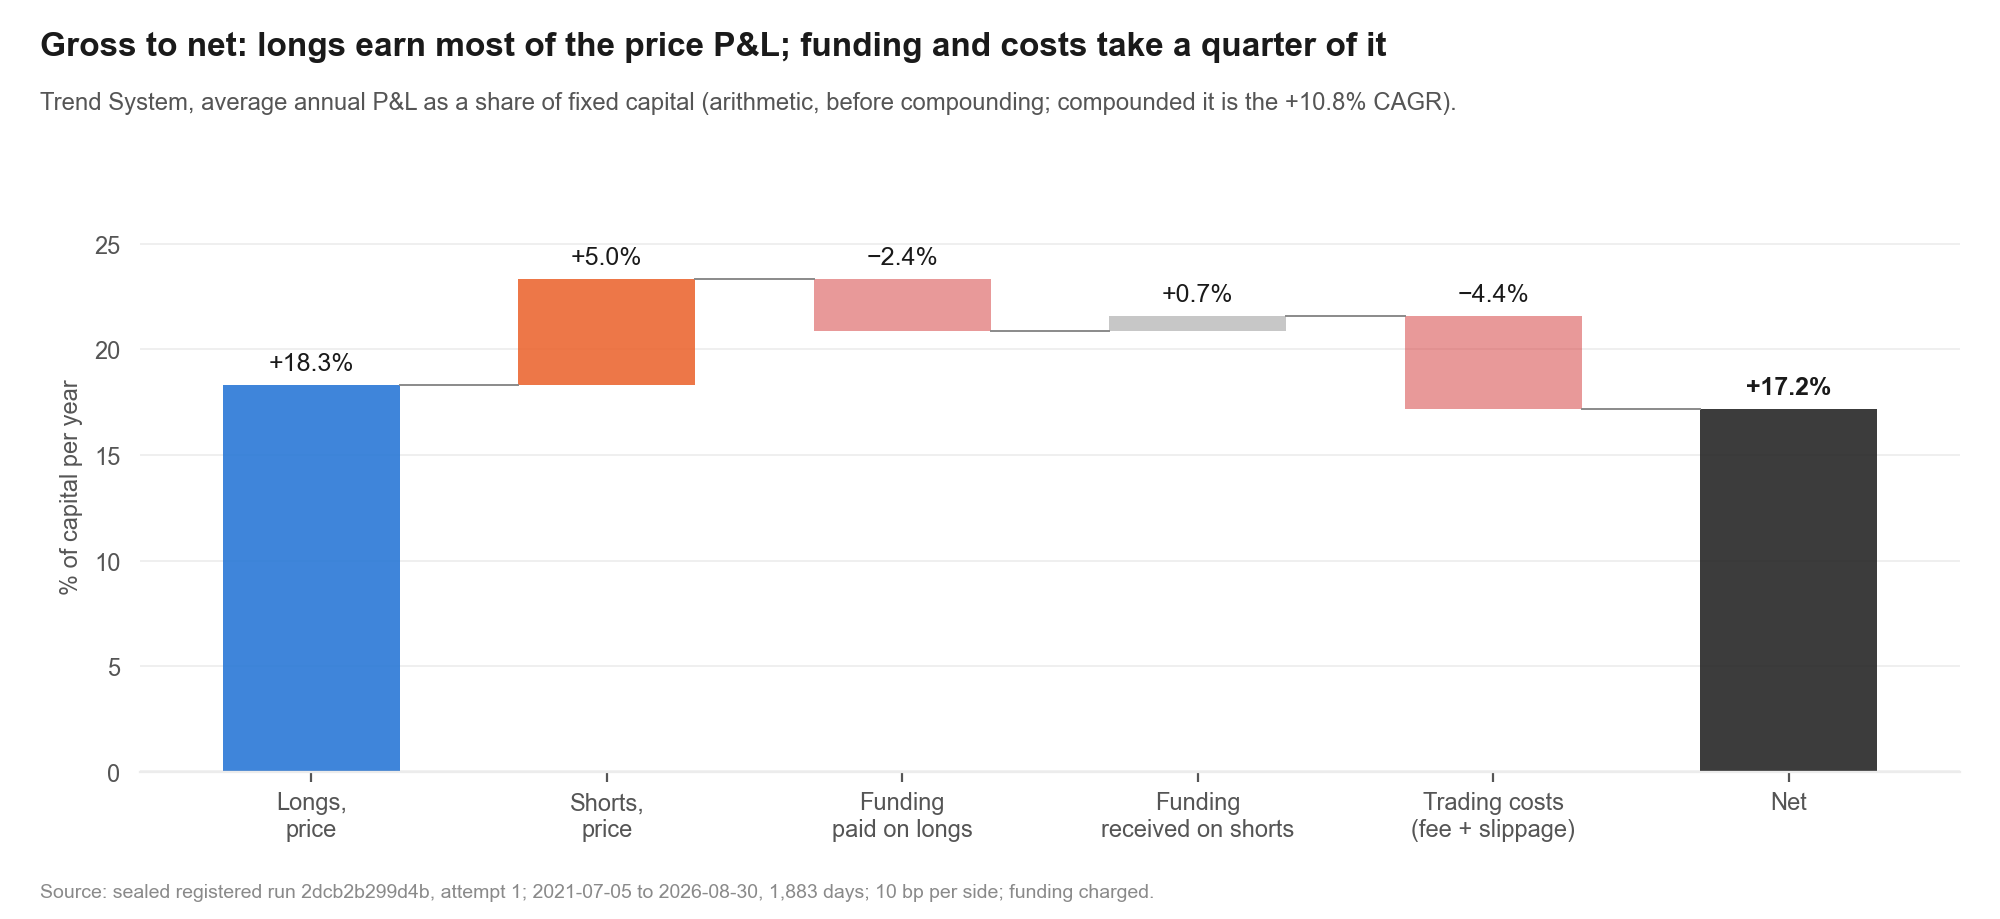 Gross to net: longs earn most of the price P&L; funding and costs take a quarter of it
Trend System, average annual P&L as a share of fixed capital (arithmetic, before compounding; compounded it is the +10.8% CAGR).
% of capital per year
25
20
15
10
5
0
+18.3%
+5.0%
−2.4%
+0.7%
−4.4%
+17.2%
Longs,
price
Shorts,
price
Funding
paid on longs
Funding
received on shorts
Trading costs
(fee + slippage)
Net
Source: sealed registered run 2dcb2b299d4b, attempt 1; 2021-07-05 to 2026-08-30, 1,883 days; 10 bp per side; funding charged.